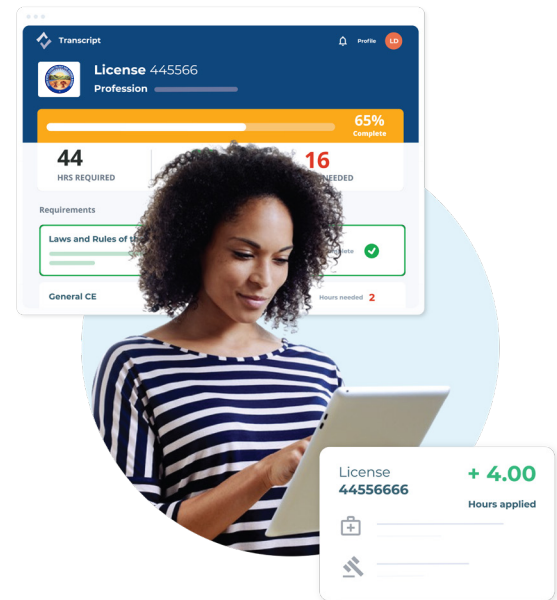 Transcript
Profile LD
License 445566
Profession
65%
Complete
44
HRS REQUIRED
16
NEEDED
Requirements
Laws and Rules of
General CE
Hours needed 2
License
44556666
+ 4.00
Hours applied